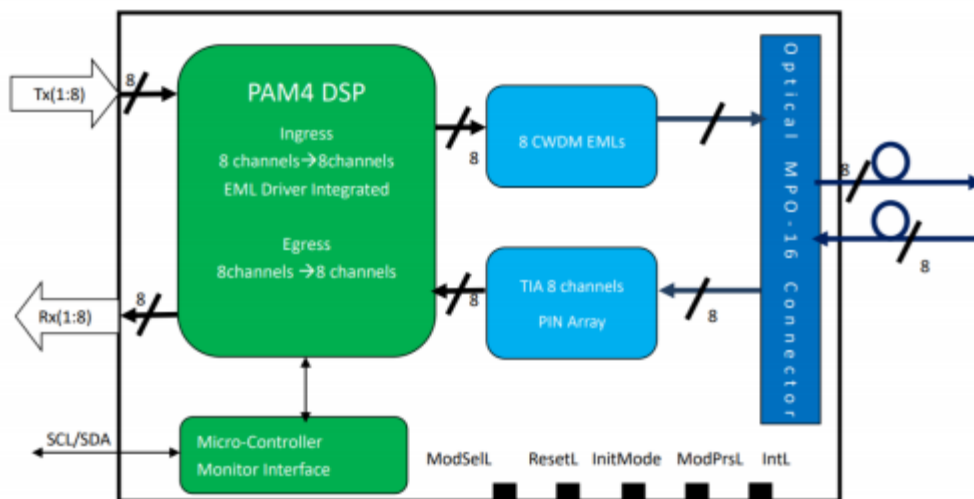 Tx(1:8)
8
PAM4 DSP
Ingress
8 channels→8channels
EML Driver Integrated
Egress
8channels →8 channels
8
8 CWDM EMLs
Optical MPO-16 Connector
8
8
8
TIA 8 channels
PIN Array
8
8
Rx(1:8)
SCL/SDA
Micro-Controller
Monitor Interface
ModSelL
ResetL
InitMode
ModPrsL
IntL